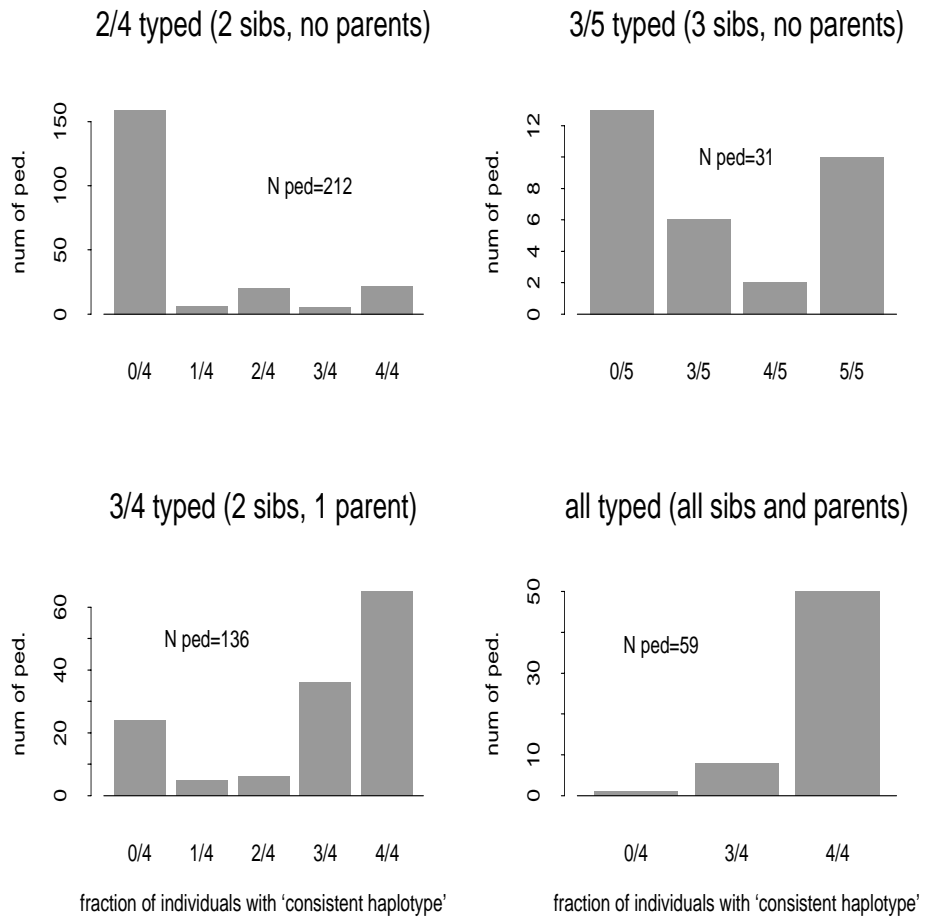 2/4 typed (2 sibs, no parents)
num of ped.
0 50 100 150
N ped=212
0/4 1/4 2/4 3/4 4/4
3/5 typed (3 sibs, no parents)
num of ped.
0 2 4 6 8 12
N ped=31
0/5 3/5 4/5 5/5
3/4 typed (2 sibs, 1 parent)
num of ped.
0 20 40 60
N ped=136
0/4 1/4 2/4 3/4 4/4
fraction of individuals with ‘consistent haplotype’
all typed (all sibs and parents)
num of ped.
0 10 30 50
N ped=59
0/4 3/4 4/4
fraction of individuals with ‘consistent haplotype’